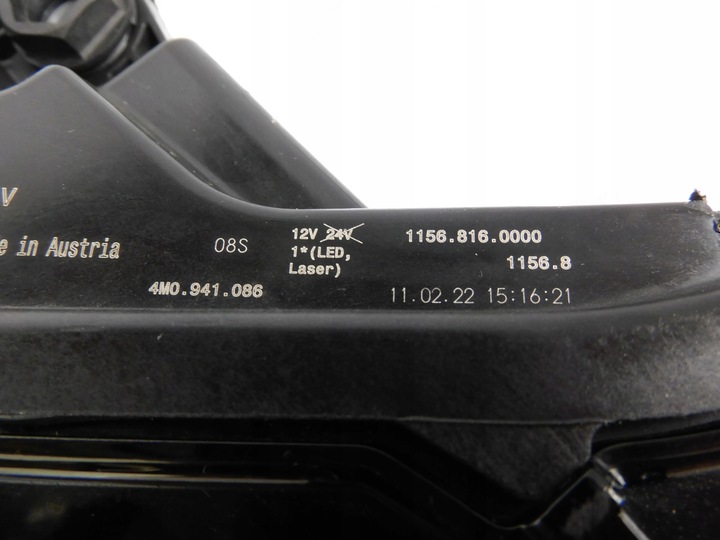 V
e in Austria
08S
12V 24V
1*(LED,
Laser)
1156.816.0000
1156.8
4M0.941.086
11.02.22 15:16:21